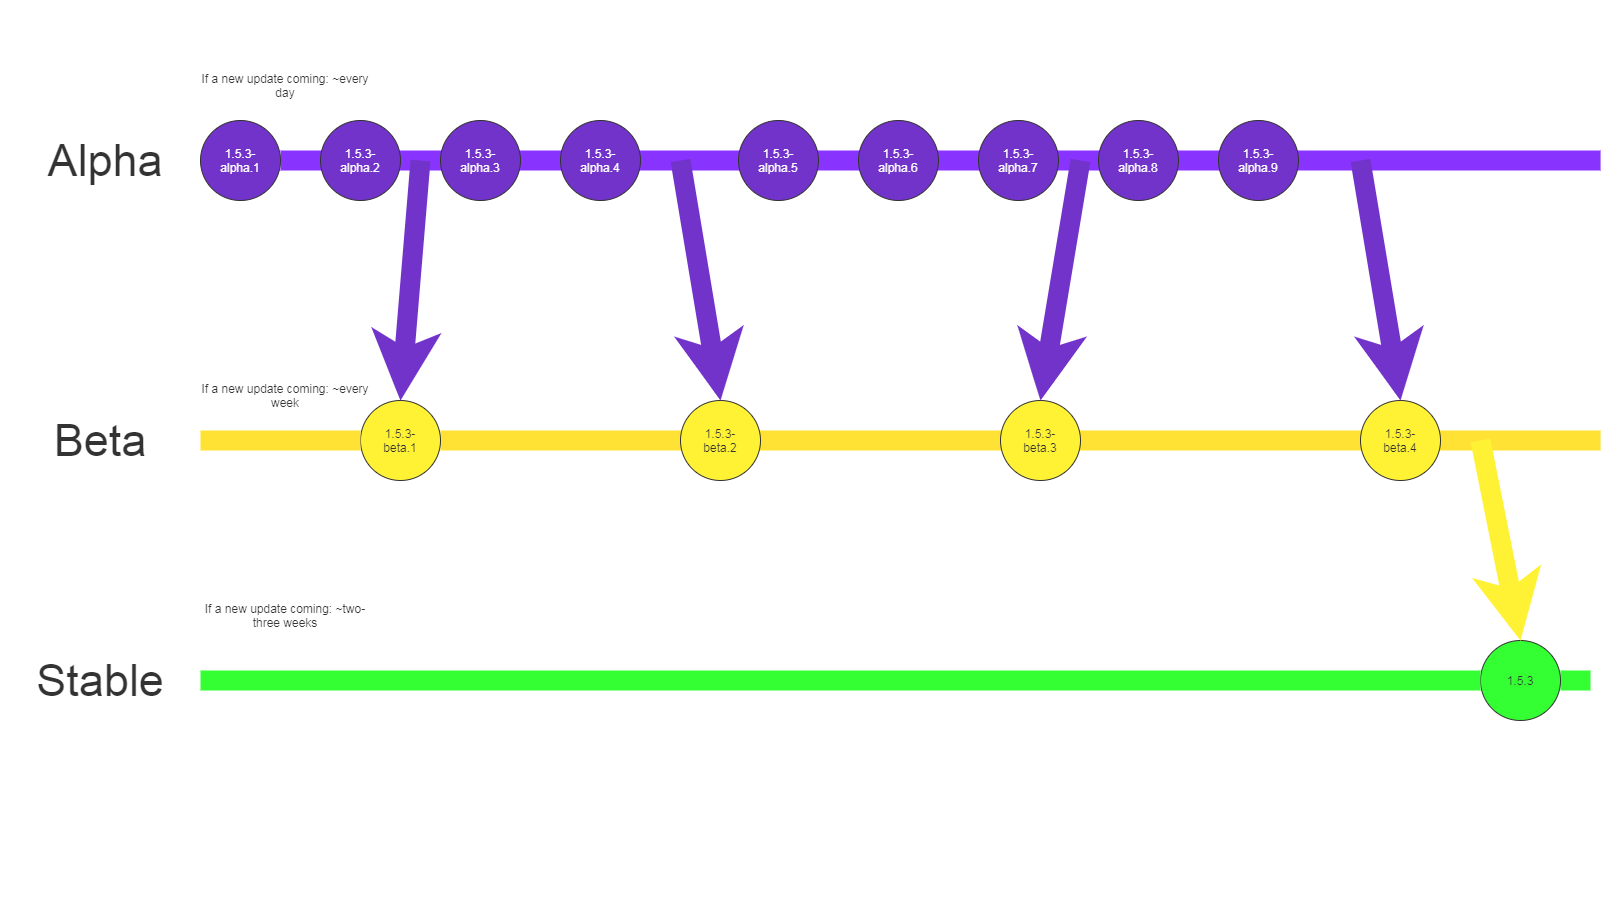 If a new update coming: ~every
day
Alpha
1.5.3-
alpha.1
1.5.3-
alpha.2
1.5.3-
alpha.3
1.5.3-
alpha.4
1.5.3-
alpha.5
1.5.3-
alpha.6
1.5.3-
alpha.7
1.5.3-
alpha.8
1.5.3-
alpha.9
If a new update coming: ~every
week
Beta
1.5.3-
beta.1
1.5.3-
beta.2
1.5.3-
beta.3
1.5.3-
beta.4
If a new update coming: ~two-
three weeks
Stable
1.5.3